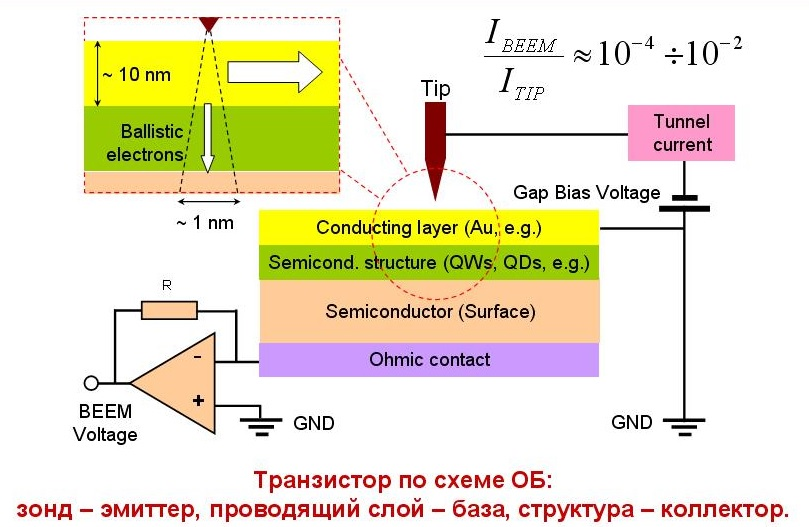 ~ 10 nm
Ballistic
electrons
~ 1 nm
I BEEM / I TIP ≈ 10⁻⁴ ÷ 10⁻²
Tip
Tunnel
current
Gap Bias Voltage
Conducting layer (Au, e.g.)
Semicond. structure (QWs, QDs, e.g.)
Semiconductor (Surface)
Ohmic contact
R
-
+
BEEM
Voltage
GND
GND
Транзистор по схеме ОБ:
зонд – эмиттер, проводящий слой – база, структура – коллектор.